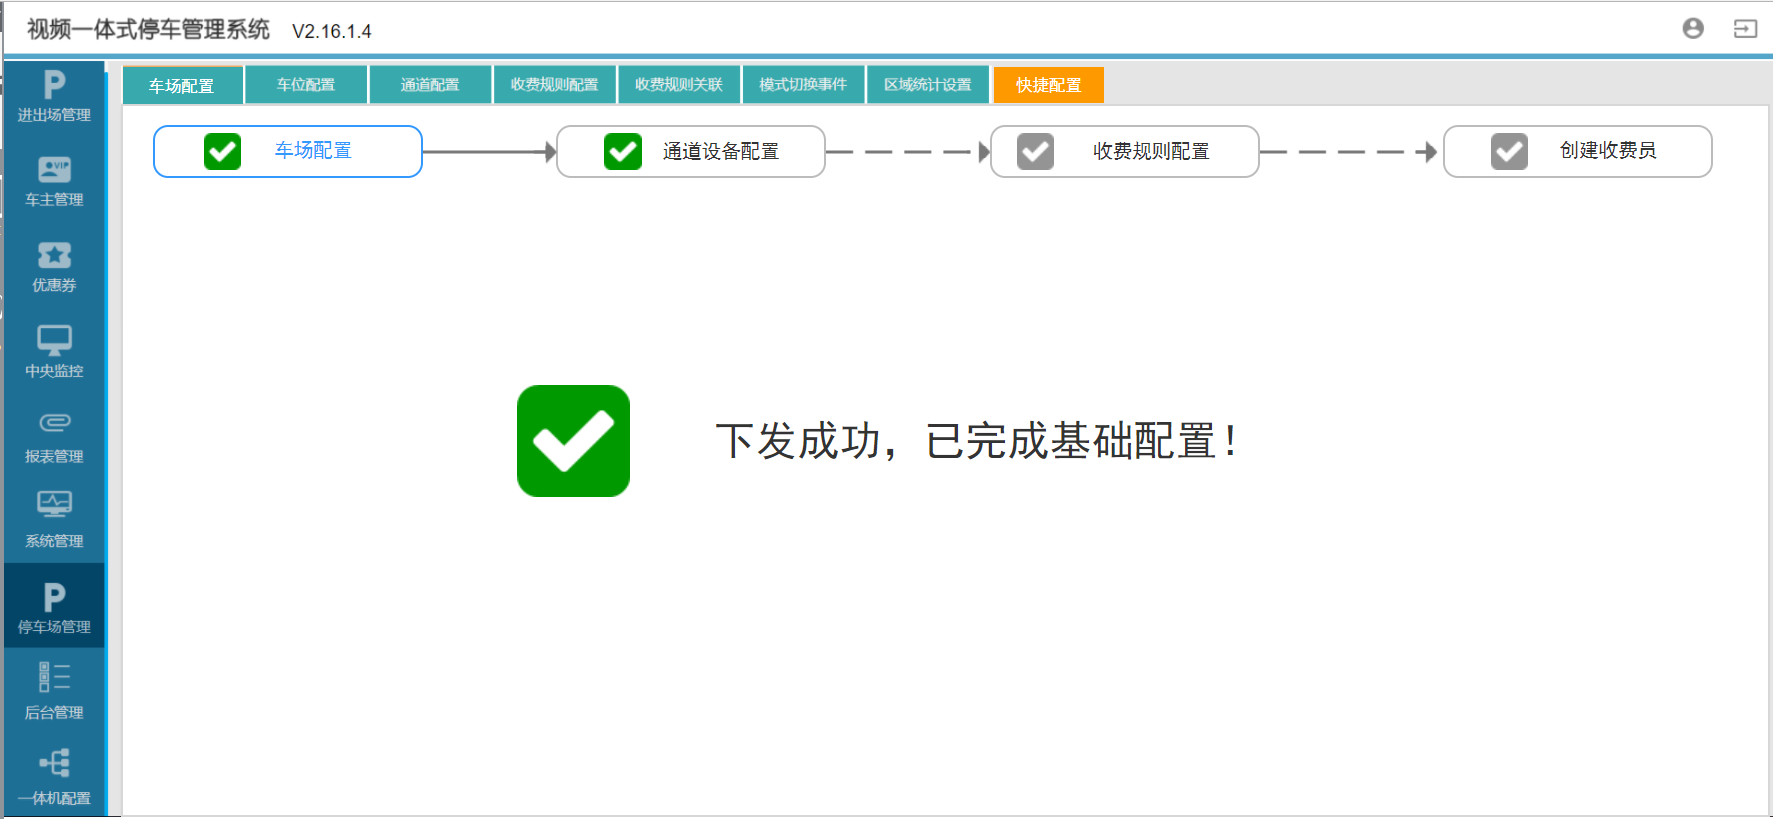 视频一体式停车管理系统 V2.16.1.4
车场配置 车位配置 通道配置 收费规则配置 收费规则关联 模式切换事件 区域统计设置 快捷配置
车场配置 通道设备配置 收费规则配置 创建收费员
P
进出场管理
VIP
车主管理
优惠券
中央监控
报表管理
系统管理
P
停车场管理
后台管理
一体机配置
下发成功，已完成基础配置！